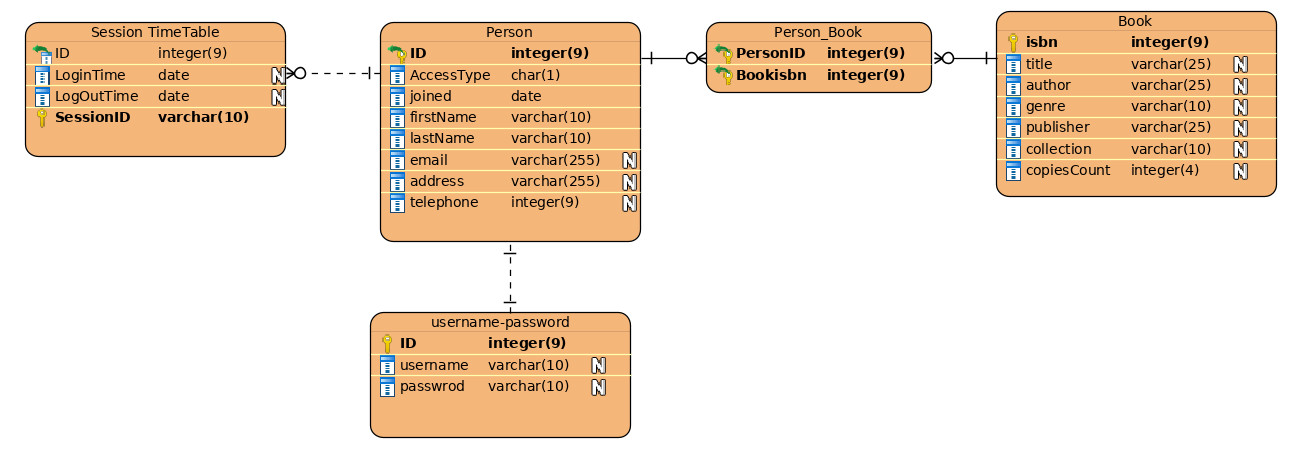 Session TimeTable
ID integer(9)
LoginTime date N
LogOutTime date N
SessionID varchar(10)
Person
ID integer(9)
AccessType char(1)
joined date
firstName varchar(10)
lastName varchar(10)
email varchar(255) N
address varchar(255) N
telephone integer(9) N
Person_Book
PersonID integer(9)
Bookisbn integer(9)
Book
isbn integer(9)
title varchar(25) N
author varchar(25) N
genre varchar(10) N
publisher varchar(25) N
collection varchar(10) N
copiesCount integer(4) N
username-password
ID integer(9)
username varchar(10) N
passwrod varchar(10) N